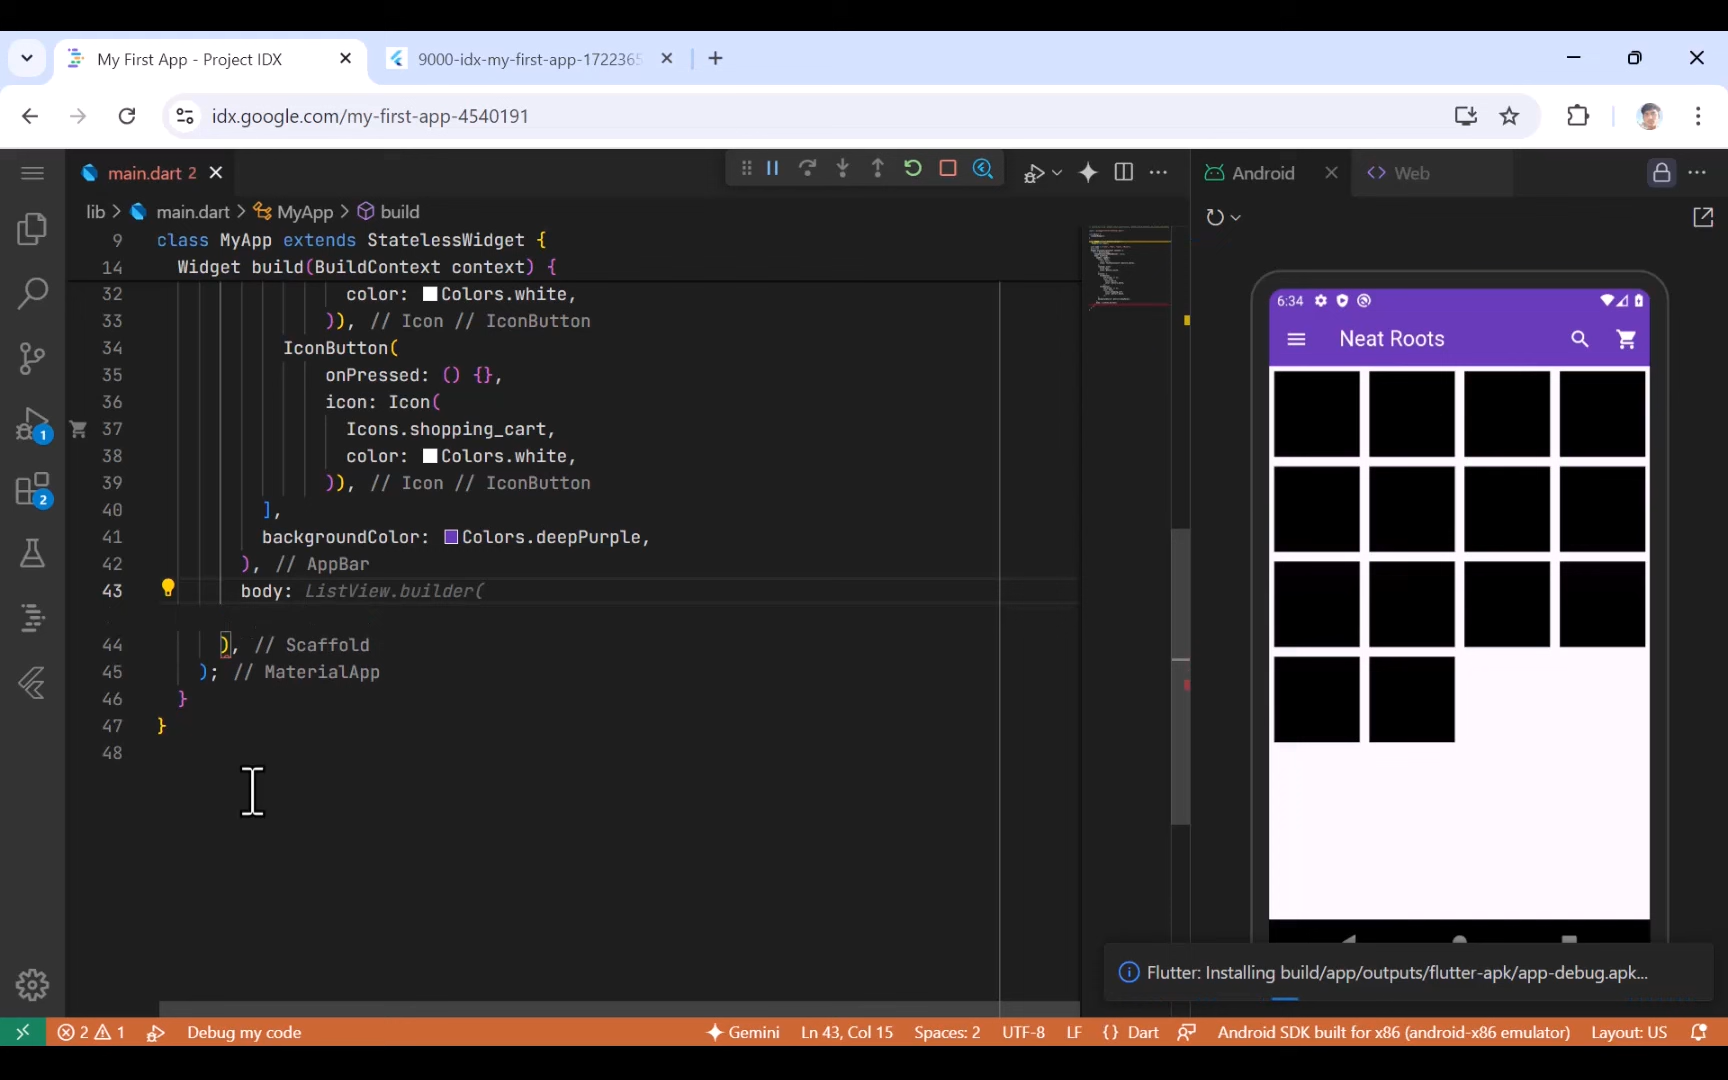 My First App - Project IDX
9000-idx-my-first-app-172236
idx.google.com/my-first-app-4540191
main.dart 2
Android
Web
lib > main.dart > MyApp > build
9 class MyApp extends StatelessWidget {
14 Widget build(BuildContext context) {
32 color: Colors.white,
33 )), // Icon // IconButton
34 IconButton(
35 onPressed: () {},
36 icon: Icon(
37 Icons.shopping_cart,
38 color: Colors.white,
39 )), // Icon // IconButton
40 ],
41 backgroundColor: Colors.deepPurple,
42 ), // AppBar
43 body: ListView.builder(
44 ), // Scaffold
45 ); // MaterialApp
46 }
47 }
48
1
2
6:34
Neat Roots
Flutter: Installing build/app/outputs/flutter-apk/app-debug.apk...
2 1 Debug my code Gemini Ln 43, Col 15 Spaces: 2 UTF-8 LF {} Dart Android SDK built for x86 (android-x86 emulator) Layout: US